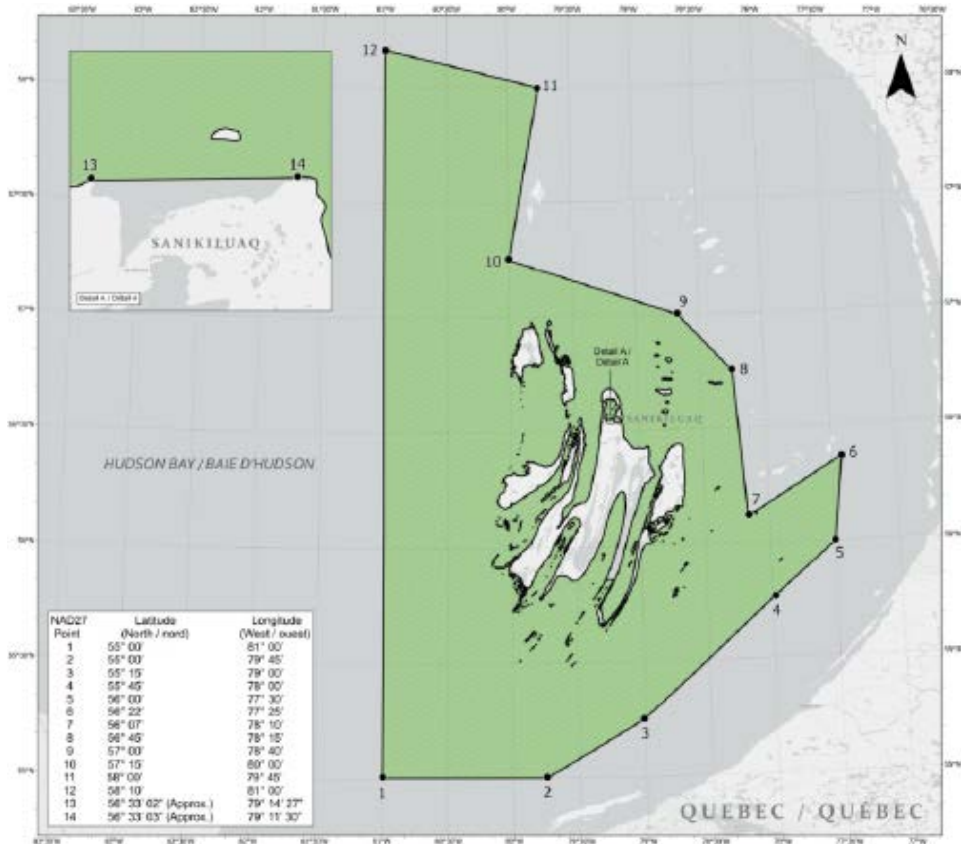 12
11
N
13
14
SANIKILUAQ
Detail A / Détail A
10
9
Detail A /
Détail A
8
SANIKILUAQ
HUDSON BAY / BAIE D'HUDSON
6
7
5
4
NAD27 Latitude Longitude
Point (North / nord) (West / ouest)
1 55° 00' 81° 00'
2 55° 00' 79° 45'
3 55° 15' 79° 00'
4 55° 45' 78° 00'
5 56° 00' 77° 30'
6 56° 22' 77° 25'
7 56° 07' 78° 10'
8 56° 45' 78° 15'
9 57° 00' 78° 40'
10 57° 15' 80° 00'
11 58° 00' 79° 45'
12 58° 10' 81° 00'
13 56° 33' 02" (Approx.) 79° 14' 27"
14 56° 33' 03" (Approx.) 79° 11' 30"
3
1
2
QUEBEC / QUÉBEC